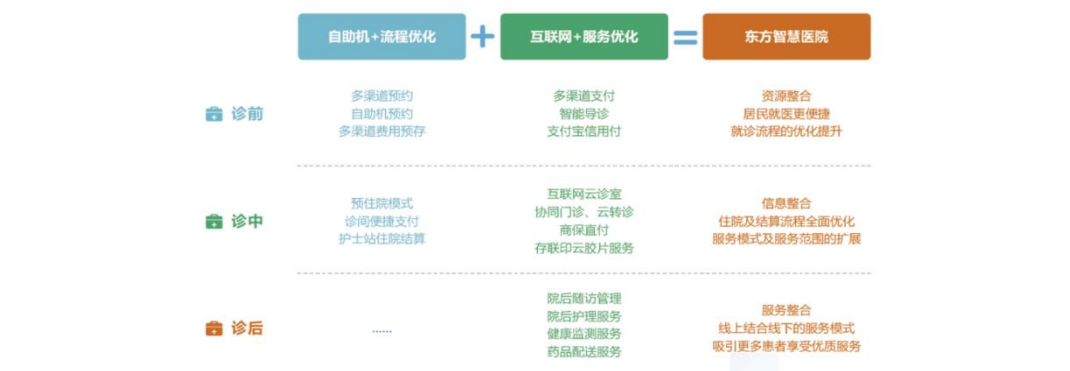 自助机+流程优化 + 互联网+服务优化 = 东方智慧医院
诊前
多渠道预约
自助机预约
多渠道费用预存
多渠道支付
智能导诊
支付宝信用付
资源整合
居民就医更便捷
就诊流程的优化提升
诊中
预住院模式
诊间便捷支付
护士站住院结算
互联网云诊室
协同门诊、云转诊
商保直付
存联印云胶片服务
信息整合
住院及结算流程全面优化
服务模式及服务范围的扩展
诊后
......
院后随访管理
院后护理服务
健康监测服务
药品配送服务
服务整合
线上结合线下的服务模式
吸引更多患者享受优质服务